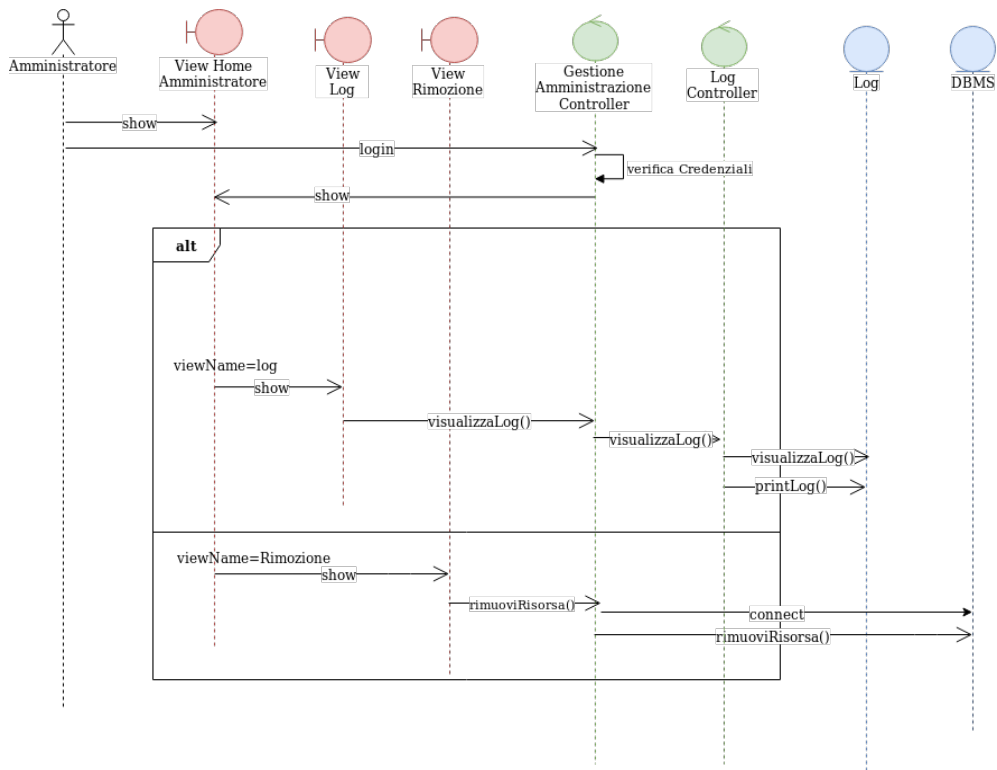 Amministratore
View Home
Amministratore
View
Log
View
Rimozione
Gestione
Amministrazione
Controller
Log
Controller
Log
DBMS
show
login
verifica Credenziali
show
alt
viewName=log
show
visualizzaLog()
visualizzaLog()
visualizzaLog()
printLog()
viewName=Rimozione
show
rimuoviRisorsa()
connect
rimuoviRisorsa()